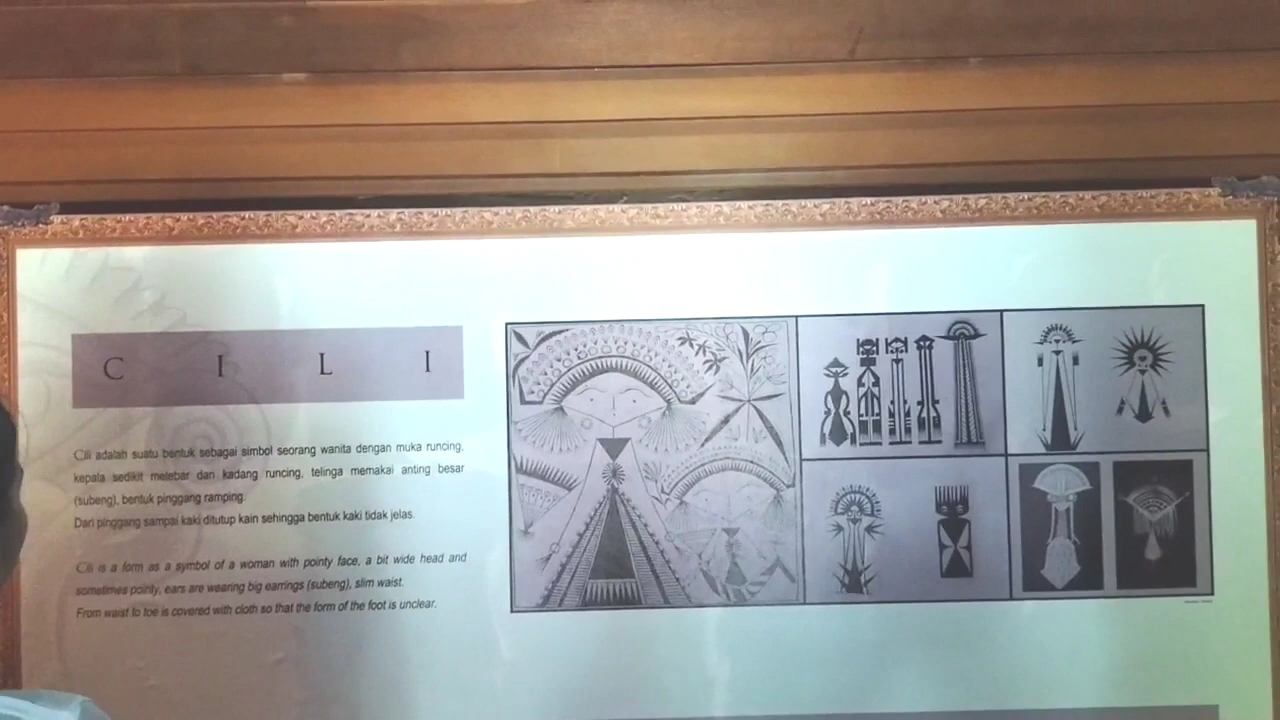 C I L I
Cili adalah suatu bentuk sebagai simbol seorang wanita dengan muka runcing,
kepala sedikit melebar dan kadang runcing, telinga memakai anting besar
(subeng), bentuk pinggang ramping.
Dari pinggang sampai kaki ditutup kain sehingga bentuk kaki tidak jelas.
Cili is a form as a symbol of a woman with pointy face, a bit wide head and
sometimes pointy, ears are wearing big earrings (subeng), slim waist.
From waist to toe is covered with cloth so that the form of the foot is unclear.